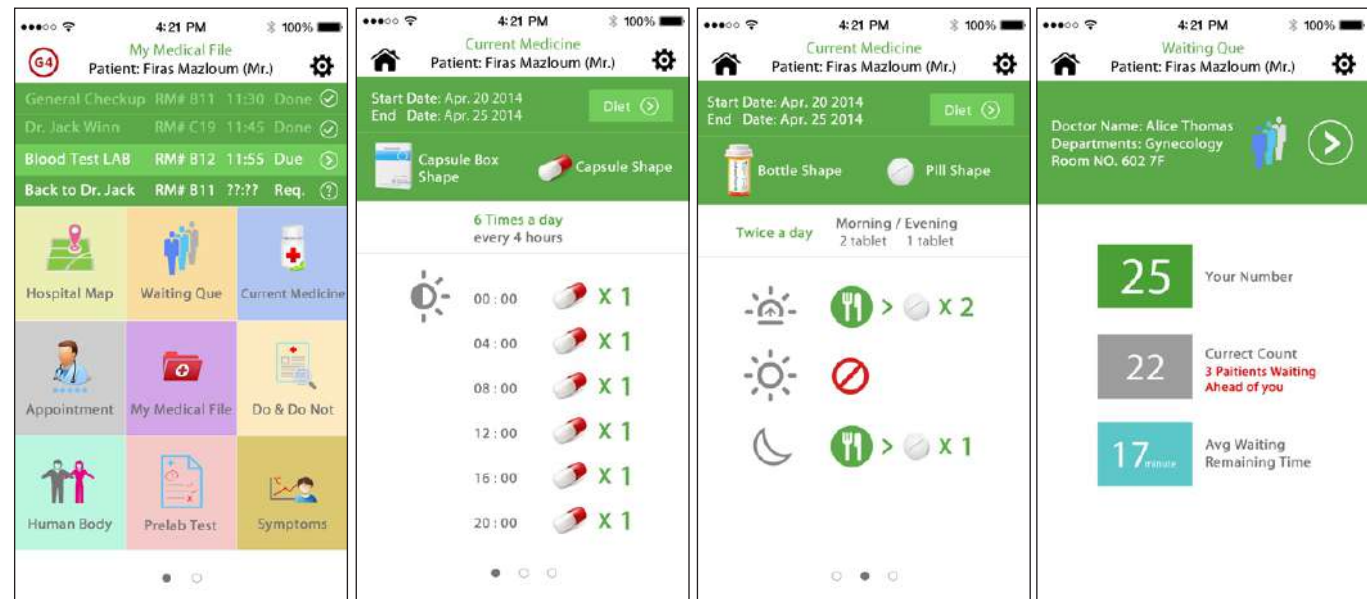 4:21 PM 100%
My Medical File
G4
Patient: Firas Mazloum (Mr.)
General Checkup RM# B11 11:30 Done
Dr. Jack Winn RM# C19 11:45 Done
Blood Test LAB RM# B12 11:55 Due
Back to Dr. Jack RM# B11 ??:?? Req. ?
Hospital Map Waiting Que Current Medicine
Appointment My Medical File Do & Do Not
Human Body Prelab Test Symptoms
4:21 PM 100%
Current Medicine
Patient: Firas Mazloum (Mr.)
Start Date: Apr. 20 2014
End Date: Apr. 25 2014
Diet
Capsule Box
Shape
Capsule Shape
6 Times a day
every 4 hours
00:00 X 1
04:00 X 1
08:00 X 1
12:00 X 1
16:00 X 1
20:00 X 1
4:21 PM 100%
Current Medicine
Patient: Firas Mazloum (Mr.)
Start Date: Apr. 20 2014
End Date: Apr. 25 2014
Diet
Bottle Shape
Pill Shape
Twice a day
Morning / Evening
2 tablet 1 tablet
> X 2
> X 1
4:21 PM 100%
Waiting Que
Patient: Firas Mazloum (Mr.)
Doctor Name: Alice Thomas
Departments: Gynecology
Room NO. 602 7F
25 Your Number
22 Currect Count
3 Paitients Waiting
Ahead of you
17 minute Avg Waiting
Remaining Time